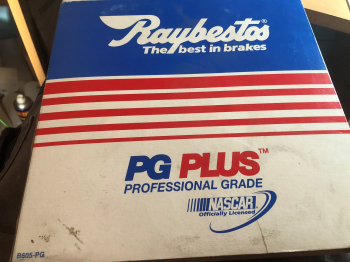 Raybestos®
The best in brakes
PG PLUS™
PROFESSIONAL GRADE
NASCAR
Officially Licensed
B605-PG